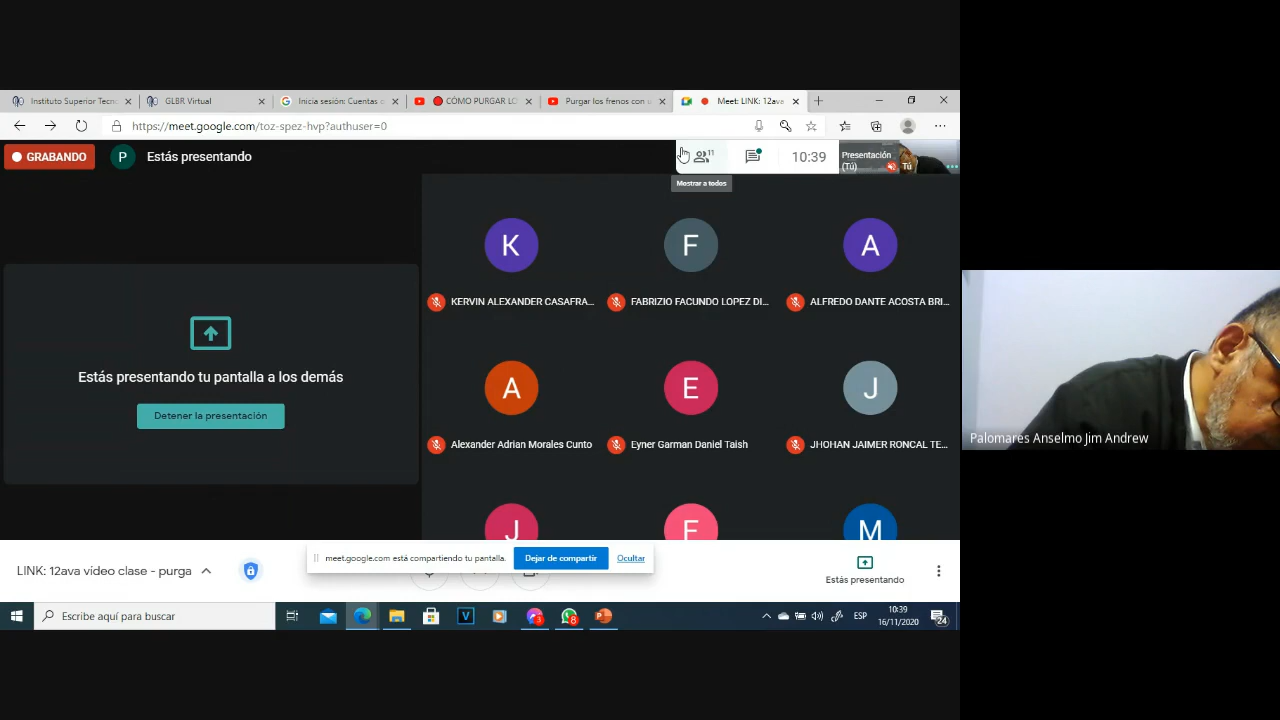 Instituto Superior Tecn
GLBR Virtual
Inicia sesión: Cuentas
CÓMO PURGAR LO
Purgar los frenos con
Meet: LINK: 12ava
https://meet.google.com/toz-spez-hvp?authuser=0
GRABANDO
P
Estás presentando
11
10:39
Presentación
(Tú)
Tú
Mostrar a todos
K
F
A
KERVIN ALEXANDER CASAFRA...
FABRIZIO FACUNDO LOPEZ DI...
ALFREDO DANTE ACOSTA BRI...
Estás presentando tu pantalla a los demás
Detener la presentación
A
E
J
Alexander Adrian Morales Cunto
Eyner Garman Daniel Taish
JHOHAN JAIMER RONCAL TE...
Palomares Anselmo Jim Andrew
J
M
meet.google.com está compartiendo tu pantalla.
Dejar de compartir
Ocultar
LINK: 12ava vídeo clase - purga
Estás presentando
Escribe aquí para buscar
V
3
8
ESP
10:39
16/11/2020
24